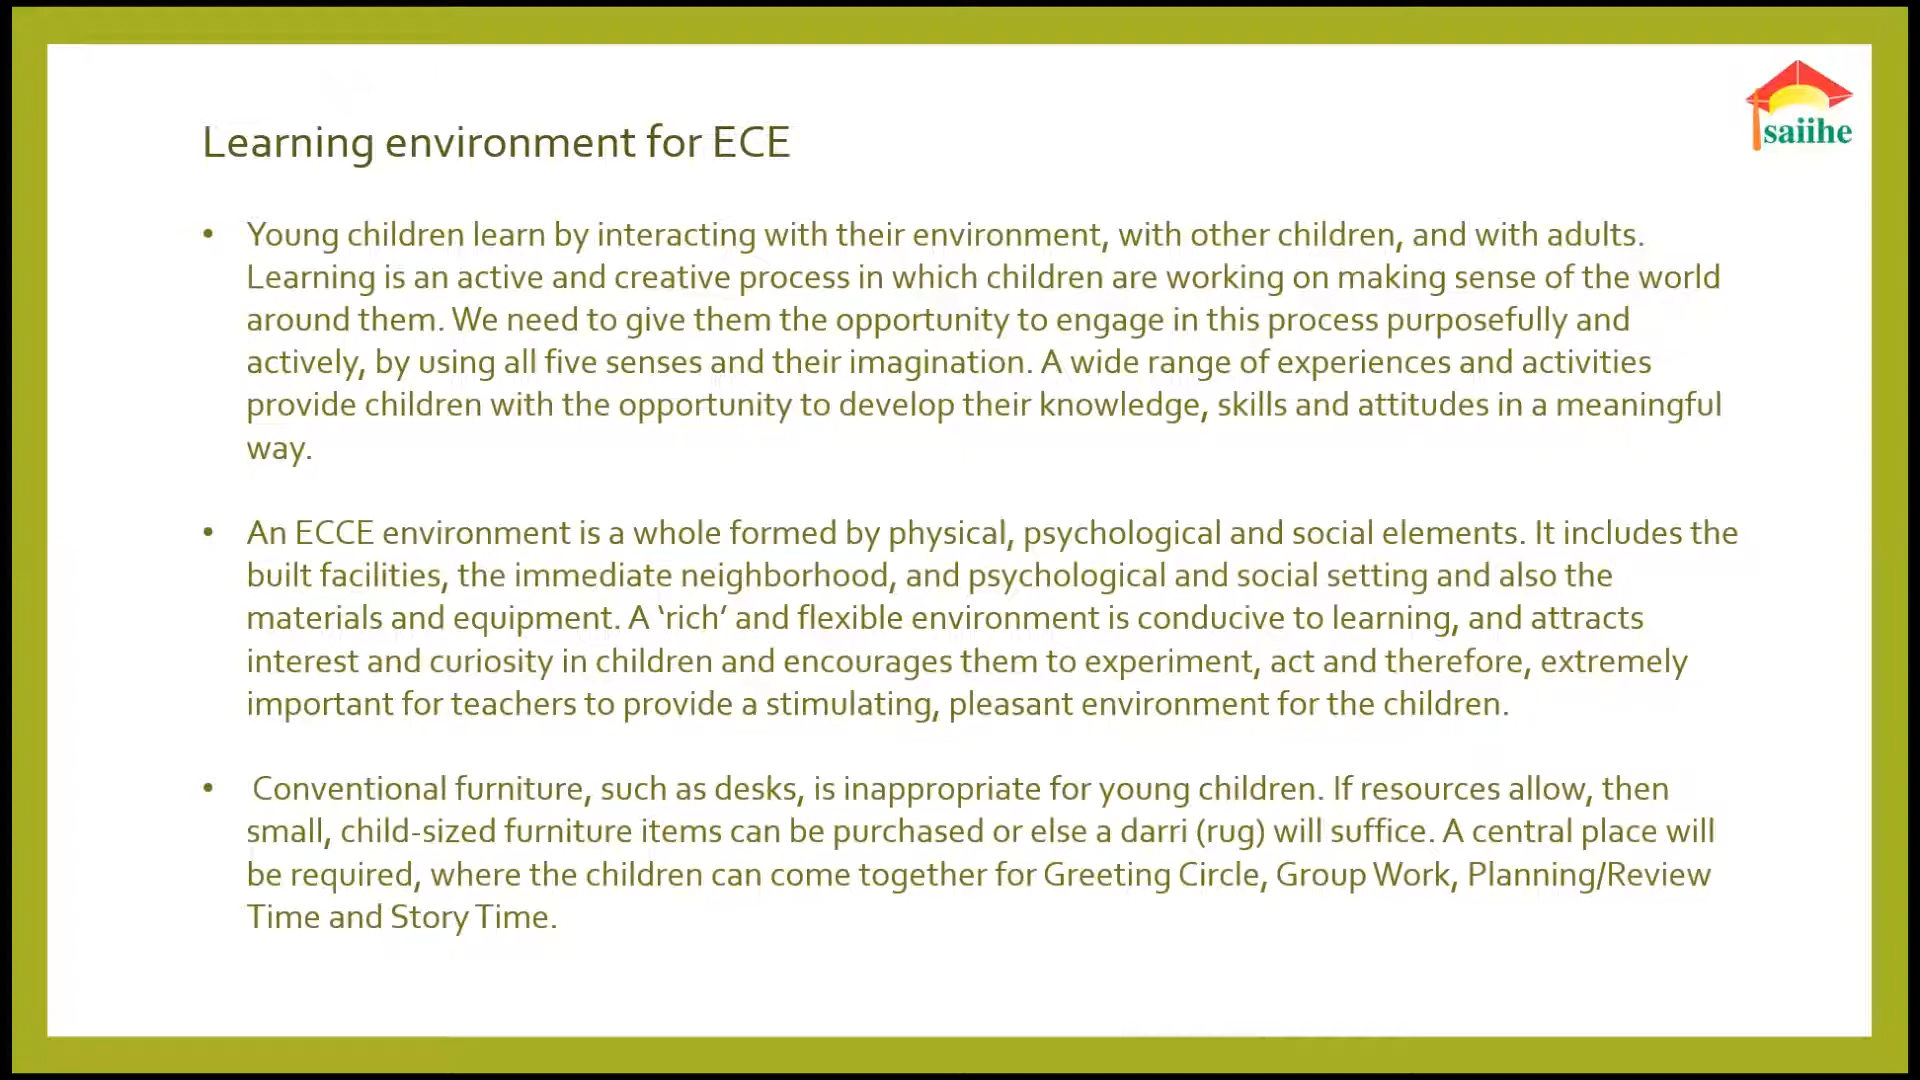 saiihe
Learning environment for ECE
• Young children learn by interacting with their environment, with other children, and with adults.
Learning is an active and creative process in which children are working on making sense of the world
around them. We need to give them the opportunity to engage in this process purposefully and
actively, by using all five senses and their imagination. A wide range of experiences and activities
provide children with the opportunity to develop their knowledge, skills and attitudes in a meaningful
way.
• An ECCE environment is a whole formed by physical, psychological and social elements. It includes the
built facilities, the immediate neighborhood, and psychological and social setting and also the
materials and equipment. A ‘rich’ and flexible environment is conducive to learning, and attracts
interest and curiosity in children and encourages them to experiment, act and therefore, extremely
important for teachers to provide a stimulating, pleasant environment for the children.
• Conventional furniture, such as desks, is inappropriate for young children. If resources allow, then
small, child-sized furniture items can be purchased or else a darri (rug) will suffice. A central place will
be required, where the children can come together for Greeting Circle, Group Work, Planning/Review
Time and Story Time.